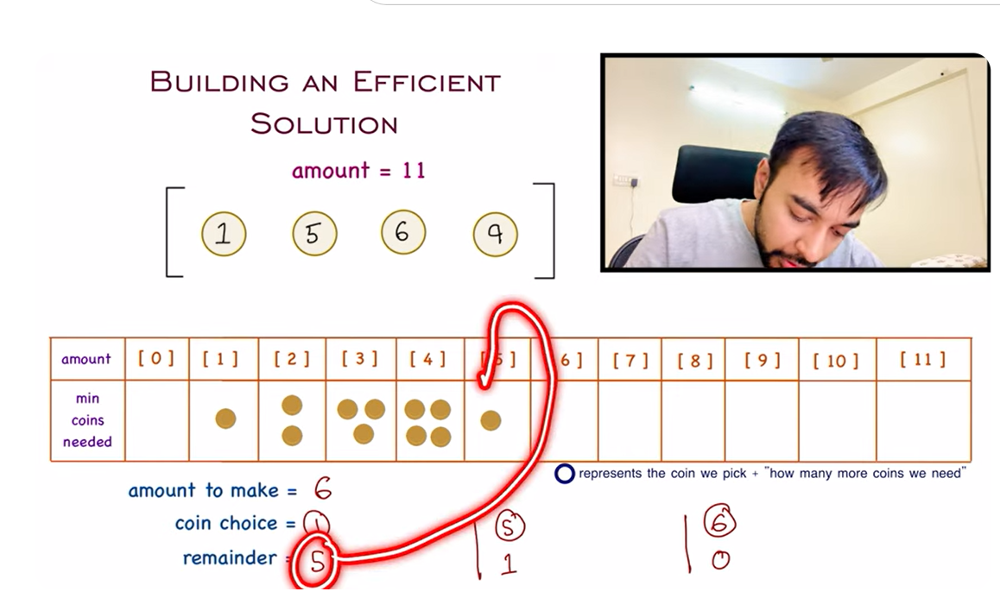 BUILDING AN EFFICIENT
SOLUTION
amount = 11
1 5 6 9
amount [0] [1] [2] [3] [4] [5] 6] [7] [8] [9] [10] [11]
min
coins
needed
represents the coin we pick + "how many more coins we need"
amount to make = 6
coin choice = 1 5 6
remainder = 5 1 0